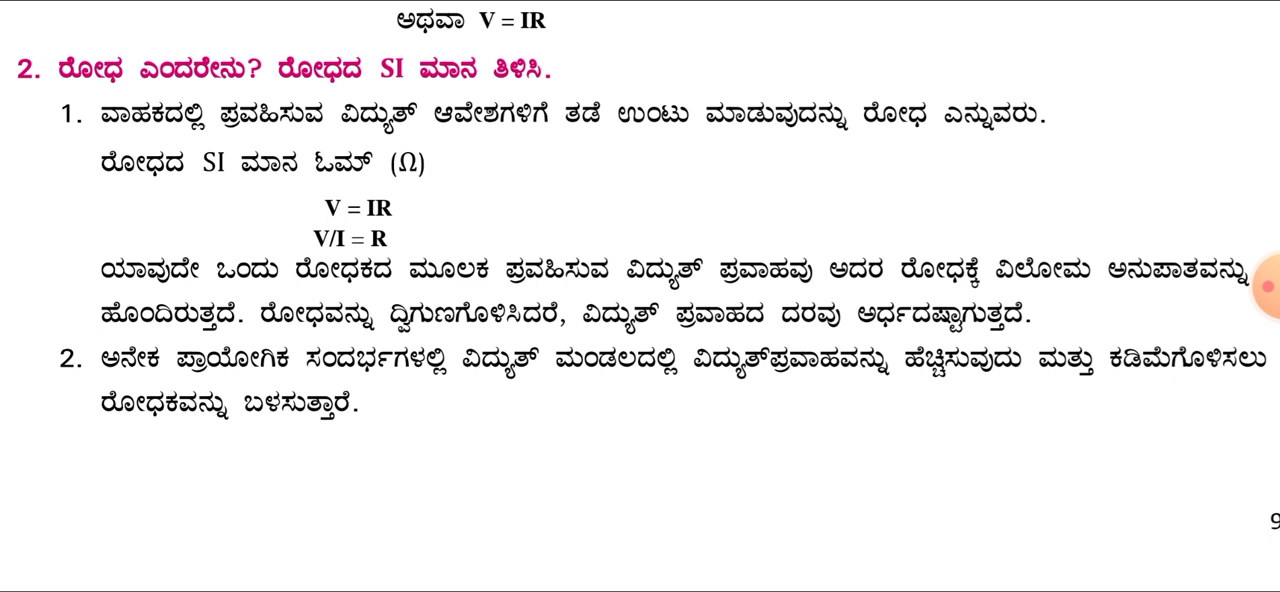 ಅಥವಾ V = IR
2. ರೋಧ ಎಂದರೇನು? ರೋಧದ SI ಮಾನ ತಿಳಿಸಿ.
1. ವಾಹಕದಲ್ಲಿ ಪ್ರವಹಿಸುವ ವಿದ್ಯುತ್ ಆವೇಶಗಳಿಗೆ ತಡೆ ಉಂಟು ಮಾಡುವುದನ್ನು ರೋಧ ಎನ್ನುವರು.
ರೋಧದ SI ಮಾನ ಓಮ್ (Ω)
V = IR
V/I = R
ಯಾವುದೇ ಒಂದು ರೋಧಕದ ಮೂಲಕ ಪ್ರವಹಿಸುವ ವಿದ್ಯುತ್ ಪ್ರವಾಹವು ಅದರ ರೋಧಕ್ಕೆ ವಿಲೋಮ ಅನುಪಾತವನ್ನು
ಹೊಂದಿರುತ್ತದೆ. ರೋಧವನ್ನು ದ್ವಿಗುಣಗೊಳಿಸಿದರೆ, ವಿದ್ಯುತ್ ಪ್ರವಾಹದ ದರವು ಅರ್ಧದಷ್ಟಾಗುತ್ತದೆ.
2. ಅನೇಕ ಪ್ರಾಯೋಗಿಕ ಸಂದರ್ಭಗಳಲ್ಲಿ ವಿದ್ಯುತ್ ಮಂಡಲದಲ್ಲಿ ವಿದ್ಯುತ್‌ಪ್ರವಾಹವನ್ನು ಹೆಚ್ಚಿಸುವುದು ಮತ್ತು ಕಡಿಮೆಗೊಳಿಸಲು
ರೋಧಕವನ್ನು ಬಳಸುತ್ತಾರೆ.
9